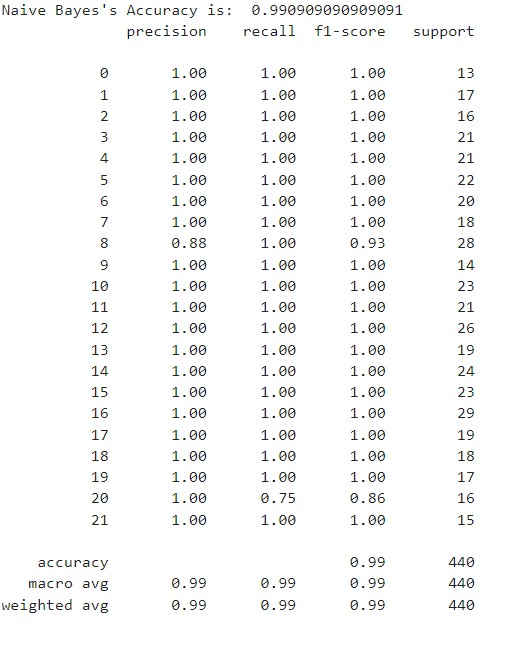 Naive Bayes's Accuracy is:  0.990909090909091
precision    recall  f1-score   support
0       1.00      1.00      1.00        13
1       1.00      1.00      1.00        17
2       1.00      1.00      1.00        16
3       1.00      1.00      1.00        21
4       1.00      1.00      1.00        21
5       1.00      1.00      1.00        22
6       1.00      1.00      1.00        20
7       1.00      1.00      1.00        18
8       0.88      1.00      0.93        28
9       1.00      1.00      1.00        14
10       1.00      1.00      1.00        23
11       1.00      1.00      1.00        21
12       1.00      1.00      1.00        26
13       1.00      1.00      1.00        19
14       1.00      1.00      1.00        24
15       1.00      1.00      1.00        23
16       1.00      1.00      1.00        29
17       1.00      1.00      1.00        19
18       1.00      1.00      1.00        18
19       1.00      1.00      1.00        17
20       1.00      0.75      0.86        16
21       1.00      1.00      1.00        15
accuracy                           0.99       440
macro avg       0.99      0.99      0.99       440
weighted avg       0.99      0.99      0.99       440